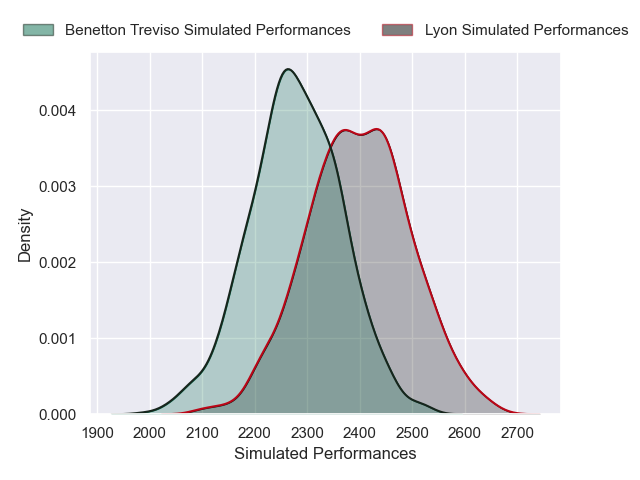 Benetton Treviso Simulated Performances
Lyon Simulated Performances
Density
0.004
0.003
0.002
0.001
0.000
1900 2000 2100 2200 2300 2400 2500 2600 2700
Simulated Performances